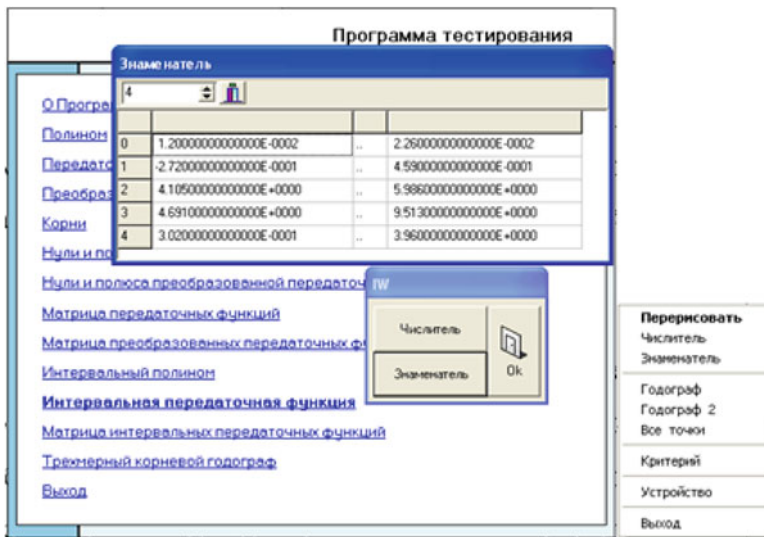 Программа тестирования
Знаменатель
4
0 1.20000000000000E-0002 .. 2.26000000000000E-0002
1 -2.72000000000000E-0001 .. 4.59000000000000E-0001
2 4.10500000000000E+0000 .. 5.98600000000000E+0000
3 4.69100000000000E+0000 .. 9.51300000000000E+0000
4 3.02000000000000E-0001 .. 3.96000000000000E+0000
О Програ
Полином
Передато
Преобраз
Корни
Нули и по
Нули и полюса преобразованной передаточ
Матрица передаточных функций
Матрица преобразованных передаточных ф
Интервальный полином
Интервальная передаточная функция
Матрица интервальных передаточных функций
Трехмерный корневой годограф
Выход
IW
Числитель
Знаменатель
Ok
Перерисовать
Числитель
Знаменатель
Годограф
Годограф 2
Все точки
Критерий
Устройство
Выход